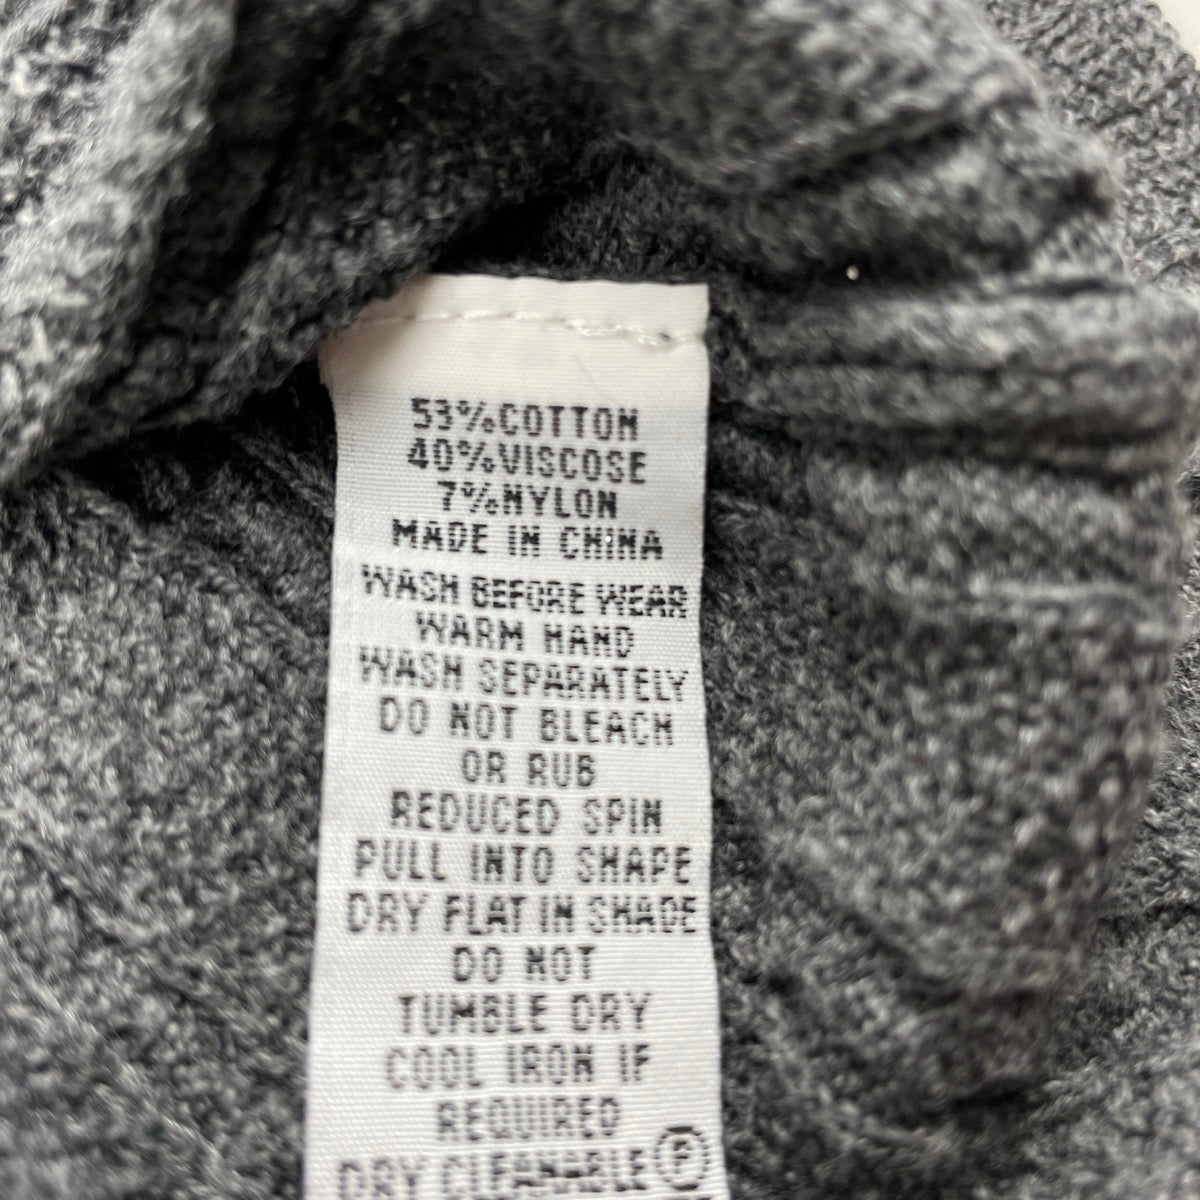 53%COTTON
40%VISCOSE
7%NYLON
MADE IN CHINA
WASH BEFORE WEAR
WARM HAND
WASH SEPARATELY
DO NOT BLEACH
OR RUB
REDUCED SPIN
PULL INTO SHAPE
DRY FLAT IN SHADE
DO NOT
TUMBLE DRY
COOL IRON IF
REQUIRED
DRY CLEANABLE Ⓟ